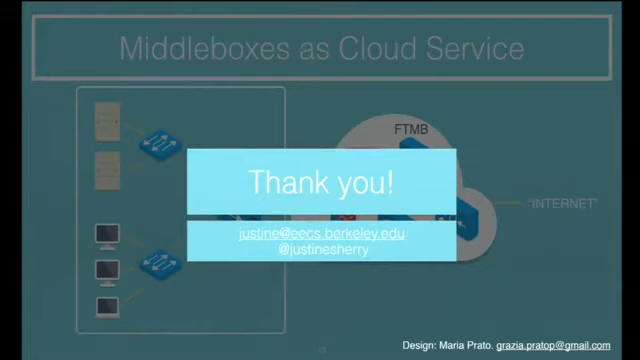 Middleboxes as Cloud Service
FTMB
Thank you!
"INTERNET"
justine@eecs.berkeley.edu
@justinesherry
Design: Maria Prato. grazia.pratop@gmail.com